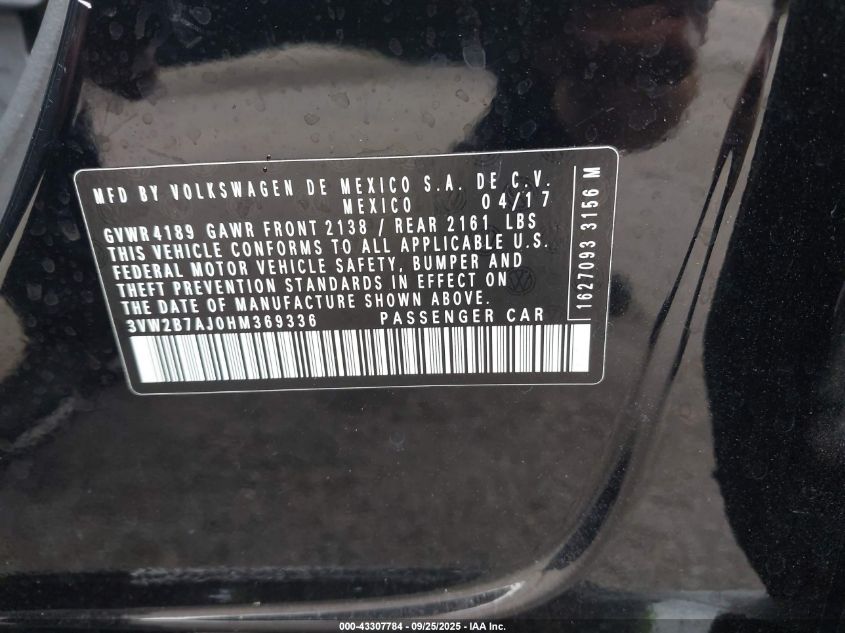 MFD BY VOLKSWAGEN DE MEXICO S.A. DE C.V.
MEXICO 04/17
GVWR4189 GAWR FRONT 2138 / REAR 2161 LBS
THIS VEHICLE CONFORMS TO ALL APPLICABLE U.S.
FEDERAL MOTOR VEHICLE SAFETY, BUMPER AND
THEFT PREVENTION STANDARDS IN EFFECT ON
THE DATE OF MANUFACTURE SHOWN ABOVE.
3VW2B7AJ0HM369336 PASSENGER CAR
1627093 3156 M
000-43307784 - 09/25/2025 - IAA Inc.